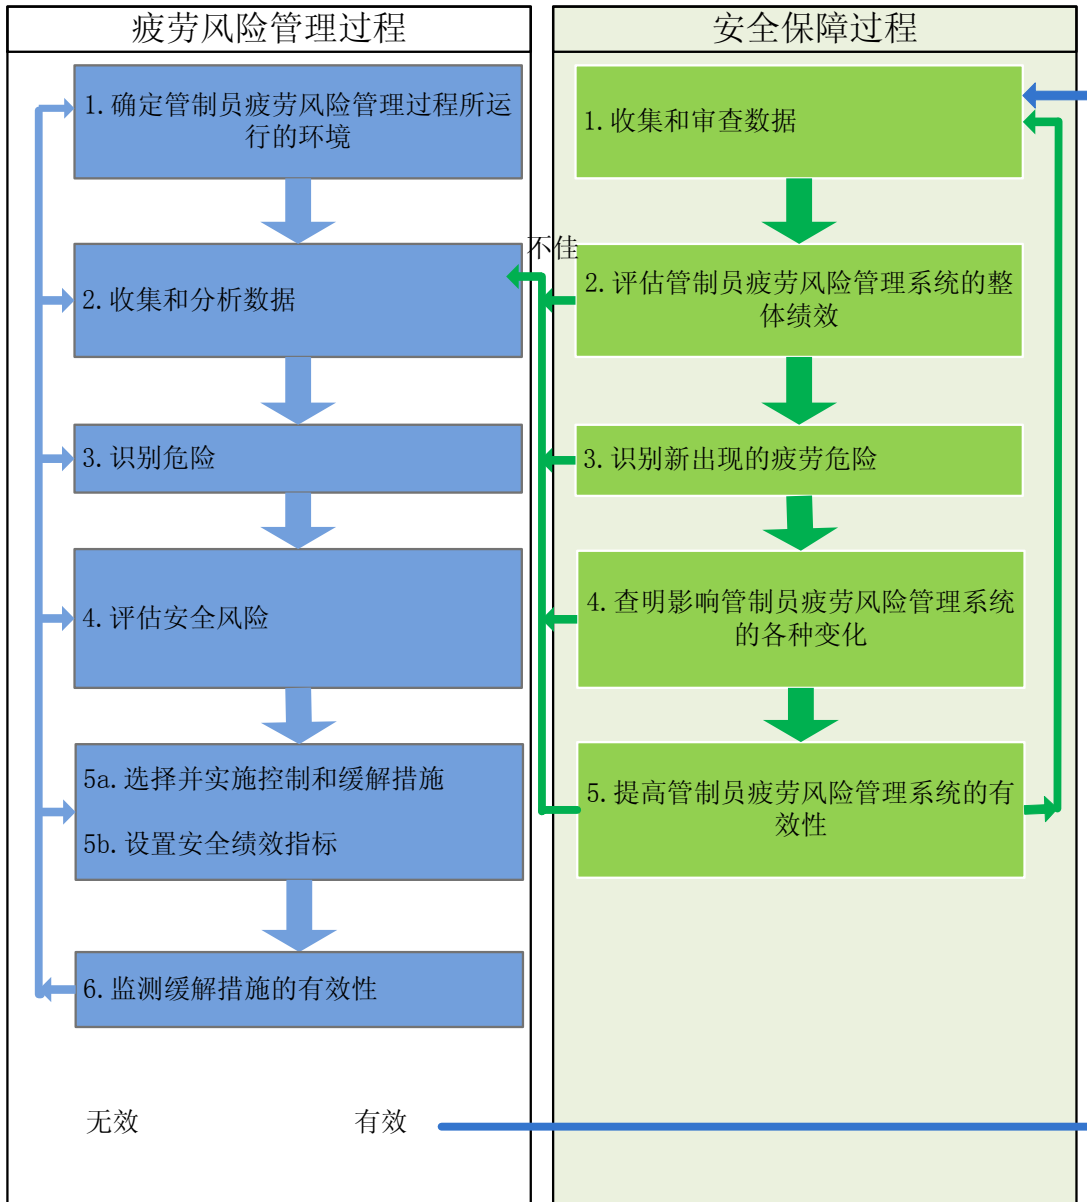 疲劳风险管理过程
1.确定管制员疲劳风险管理过程所运
行的环境
2.收集和分析数据
3.识别危险
4.评估安全风险
5a.选择并实施控制和缓解措施
5b.设置安全绩效指标
6.监测缓解措施的有效性
无效
有效
不佳
安全保障过程
1.收集和审查数据
2.评估管制员疲劳风险管理系统的整
体绩效
3.识别新出现的疲劳危险
4.查明影响管制员疲劳风险管理系统
的各种变化
5.提高管制员疲劳风险管理系统的有
效性